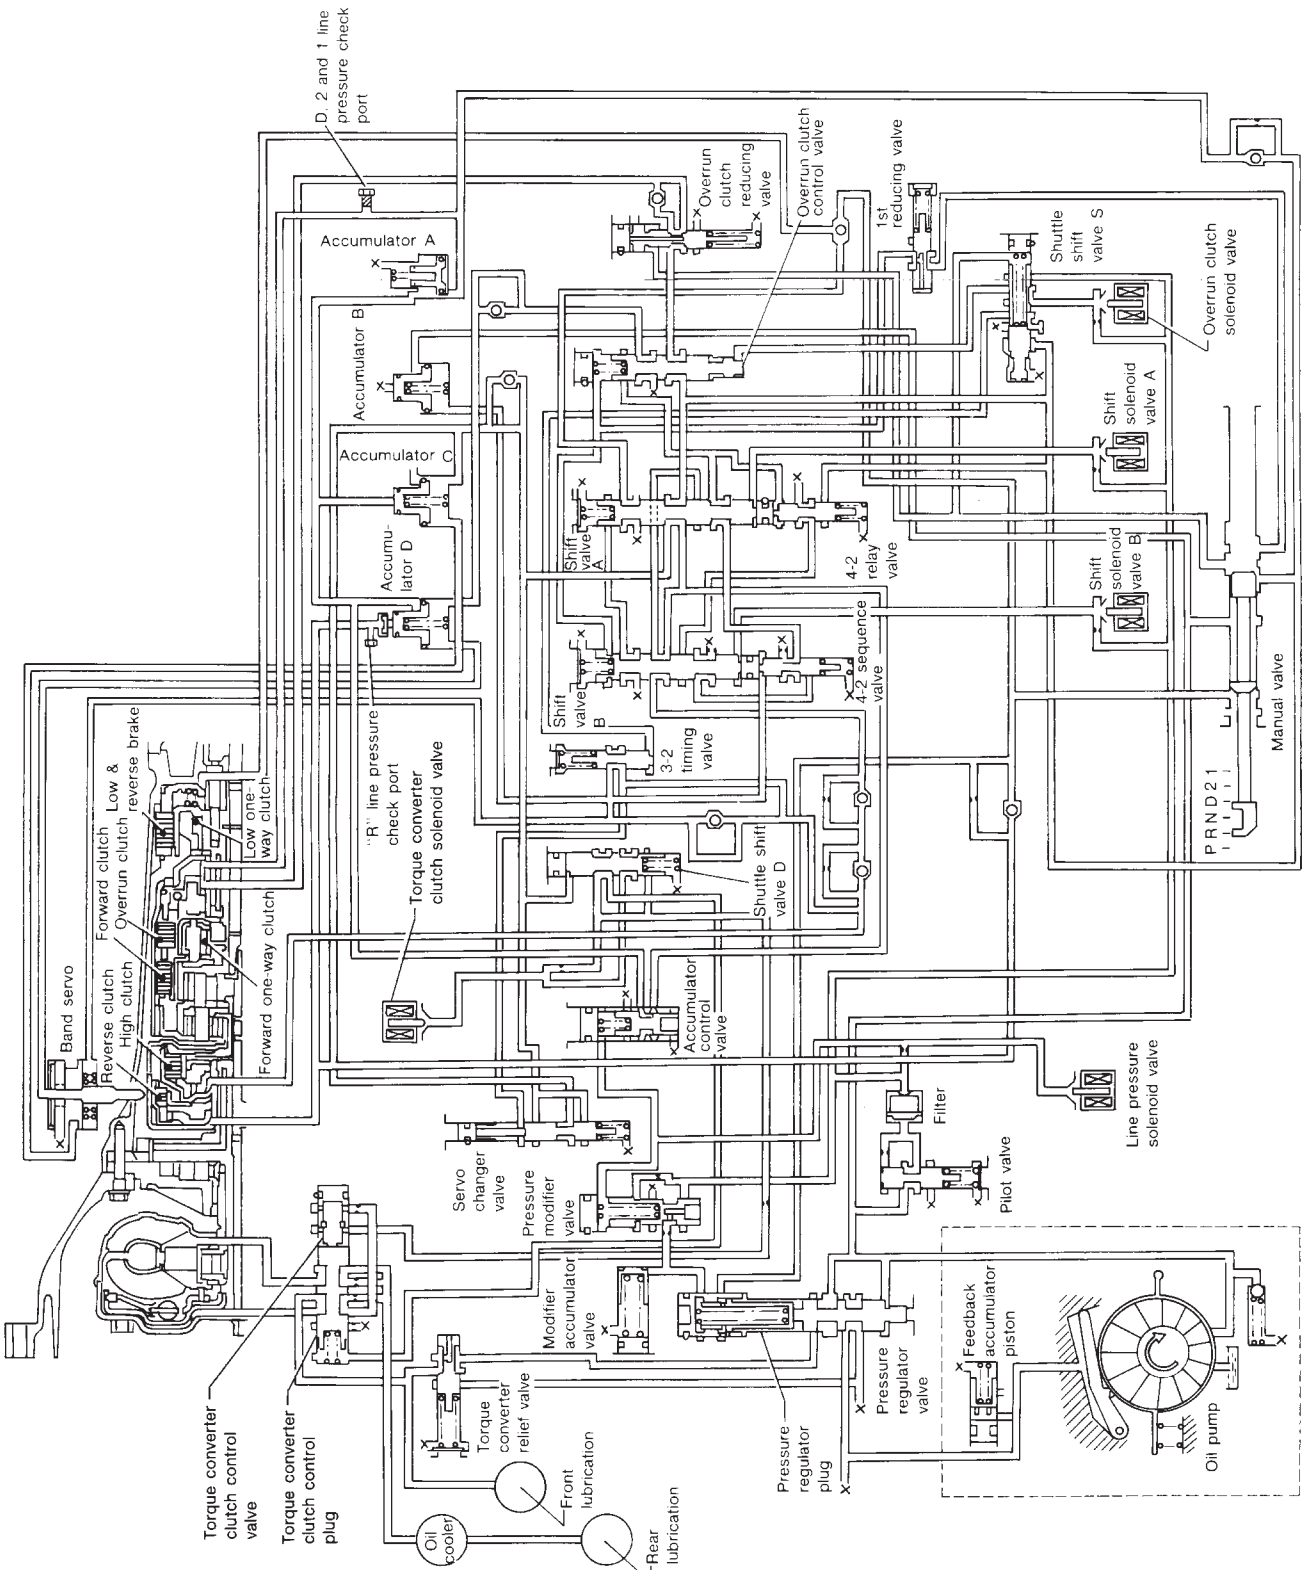 D, 2 and 1 line
pressure check
port
Accumulator A
Accumulator B
Accumulator C
Accumu-
lator D
"R" line pressure
check port
Torque converter
clutch solenoid valve
Low &
reverse brake
Low one-
way clutch
Forward clutch
Overrun clutch
Forward one-way clutch
Reverse clutch
High clutch
Band servo
Overrun
clutch
reducing
valve
Overrun clutch
control valve
1st
reducing valve
Shuttle
shift
valve S
Overrun clutch
solenoid valve
Shift
solenoid
valve A
Shift
solenoid
valve B
Shift
valve
A
4-2
relay
valve
Shift
valve
B
4-2 sequence
valve
3-2
timing
valve
Shuttle shift
valve D
Accumulator
control
valve
Manual valve
P R N D 2 1
Servo
changer
valve
Pressure
modifier
valve
Modifier
accumulator
valve
Filter
Pilot valve
Line pressure
solenoid valve
Torque converter
clutch control
valve
Torque converter
clutch control
plug
Torque
converter
relief valve
Front
lubrication
Rear
lubrication
Oil
cooler
Pressure
regulator
plug
Pressure
regulator
valve
Feedback
accumulator
piston
Oil pump